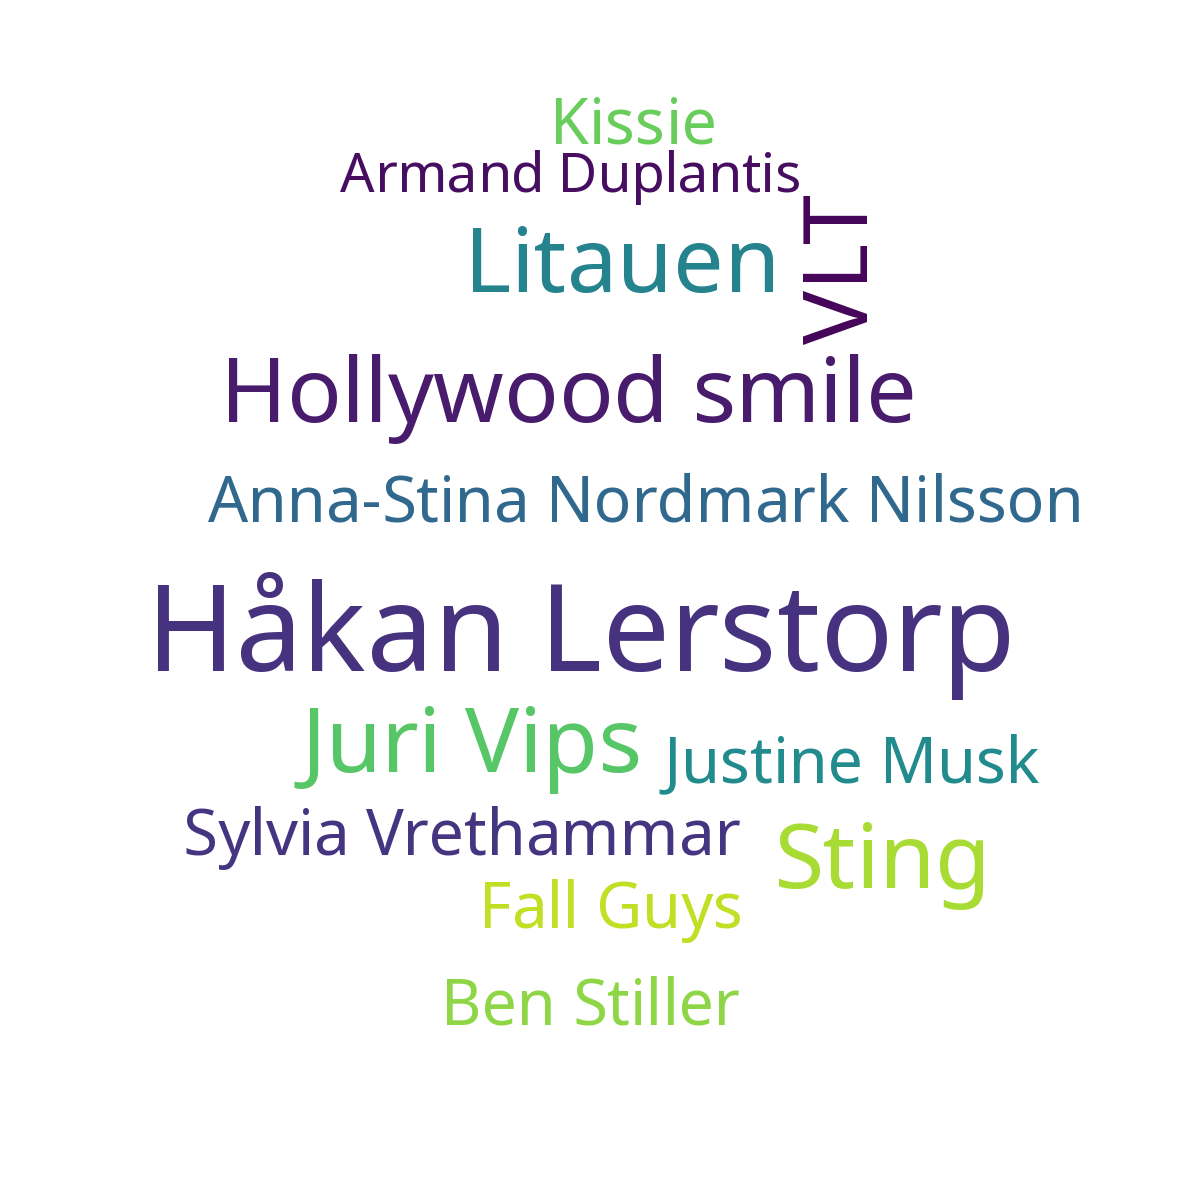 Kissie
Armand Duplantis
Litauen
VLT
Hollywood smile
Anna-Stina Nordmark Nilsson
Håkan Lerstorp
Juri Vips
Justine Musk
Sylvia Vrethammar
Sting
Fall Guys
Ben Stiller